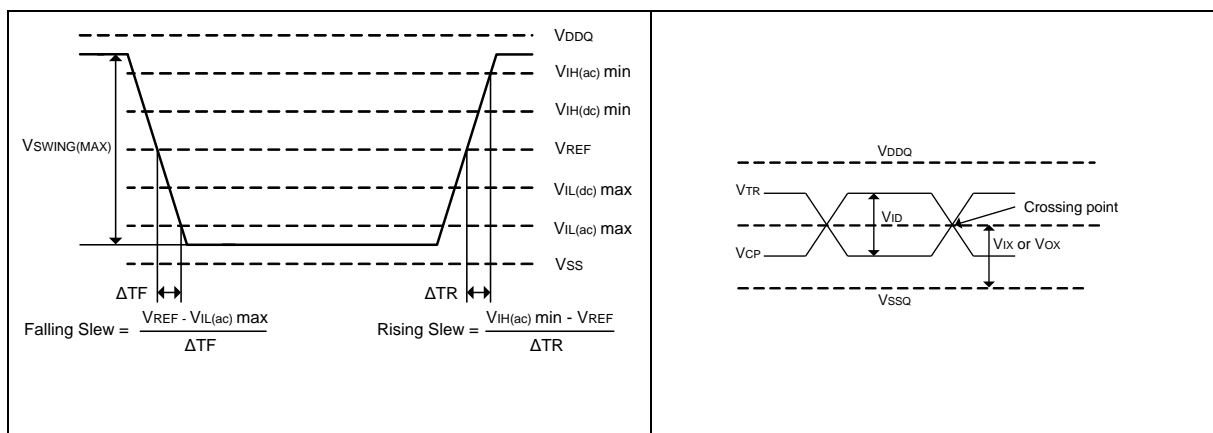 VDDQ
VIH(ac) min
VIH(dc) min
VSWING(MAX)
VREF
VIL(dc) max
VIL(ac) max
VSS
ΔTF
ΔTR
Falling Slew = VREF - VIL(ac) max
ΔTF
Rising Slew = VIH(ac) min - VREF
ΔTR
VDDQ
VTR
Crossing point
VID
VIX or VOX
VCP
VSSQ